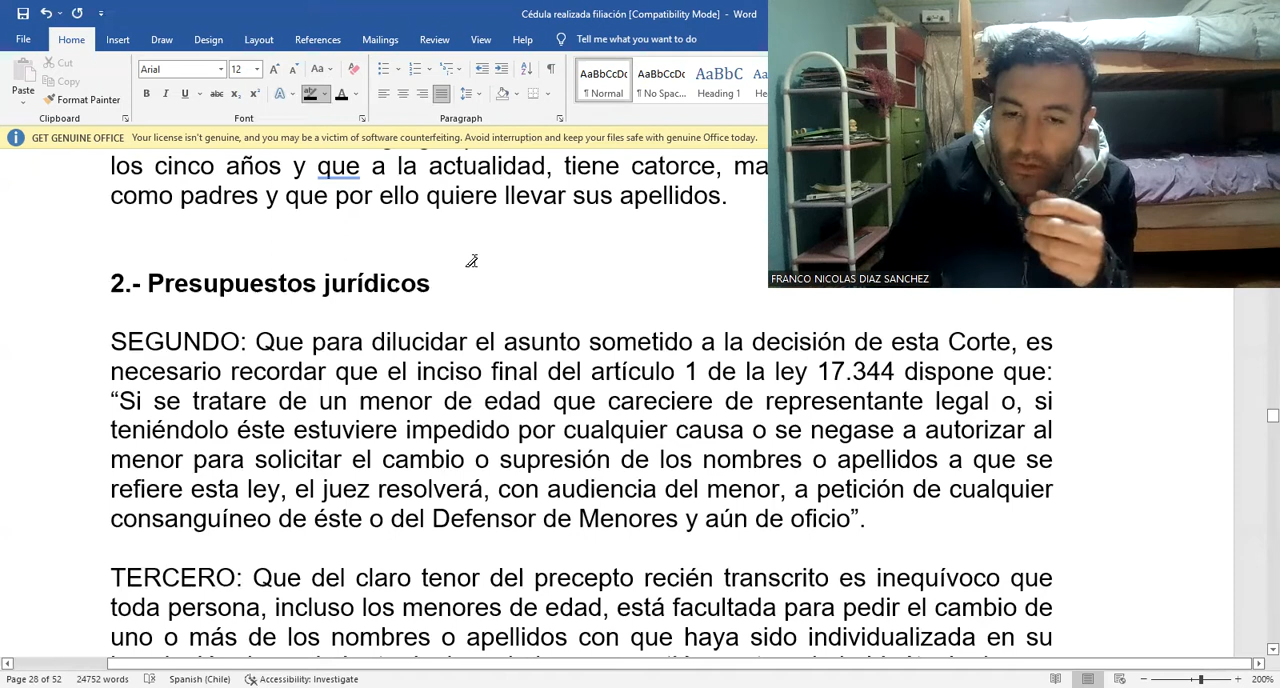 Cédula realizada filiación [Compatibility Mode] - Word
File Home Insert Draw Design Layout References Mailings Review View Help Tell me what you want to do
Paste Cut Copy Format Painter
Arial 12
B I U abc x₂ x² A A
Aa
AaBbCcDc AaBbCcDc AaBbC
¶ Normal ¶ No Spac... Heading 1
Clipboard Font Paragraph
GET GENUINE OFFICE Your license isn't genuine, and you may be a victim of software counterfeiting. Avoid interruption and keep your files safe with genuine Office today.
los cinco años y que a la actualidad, tiene catorce, ma
como padres y que por ello quiere llevar sus apellidos.
FRANCO NICOLAS DIAZ SANCHEZ
2.- Presupuestos jurídicos
SEGUNDO: Que para dilucidar el asunto sometido a la decisión de esta Corte, es
necesario recordar que el inciso final del artículo 1 de la ley 17.344 dispone que:
“Si se tratare de un menor de edad que careciere de representante legal o, si
teniéndolo éste estuviere impedido por cualquier causa o se negase a autorizar al
menor para solicitar el cambio o supresión de los nombres o apellidos a que se
refiere esta ley, el juez resolverá, con audiencia del menor, a petición de cualquier
consanguíneo de éste o del Defensor de Menores y aún de oficio”.
TERCERO: Que del claro tenor del precepto recién transcrito es inequívoco que
toda persona, incluso los menores de edad, está facultada para pedir el cambio de
uno o más de los nombres o apellidos con que haya sido individualizada en su
Page 28 of 52 24752 words Spanish (Chile) Accessibility: Investigate 200%